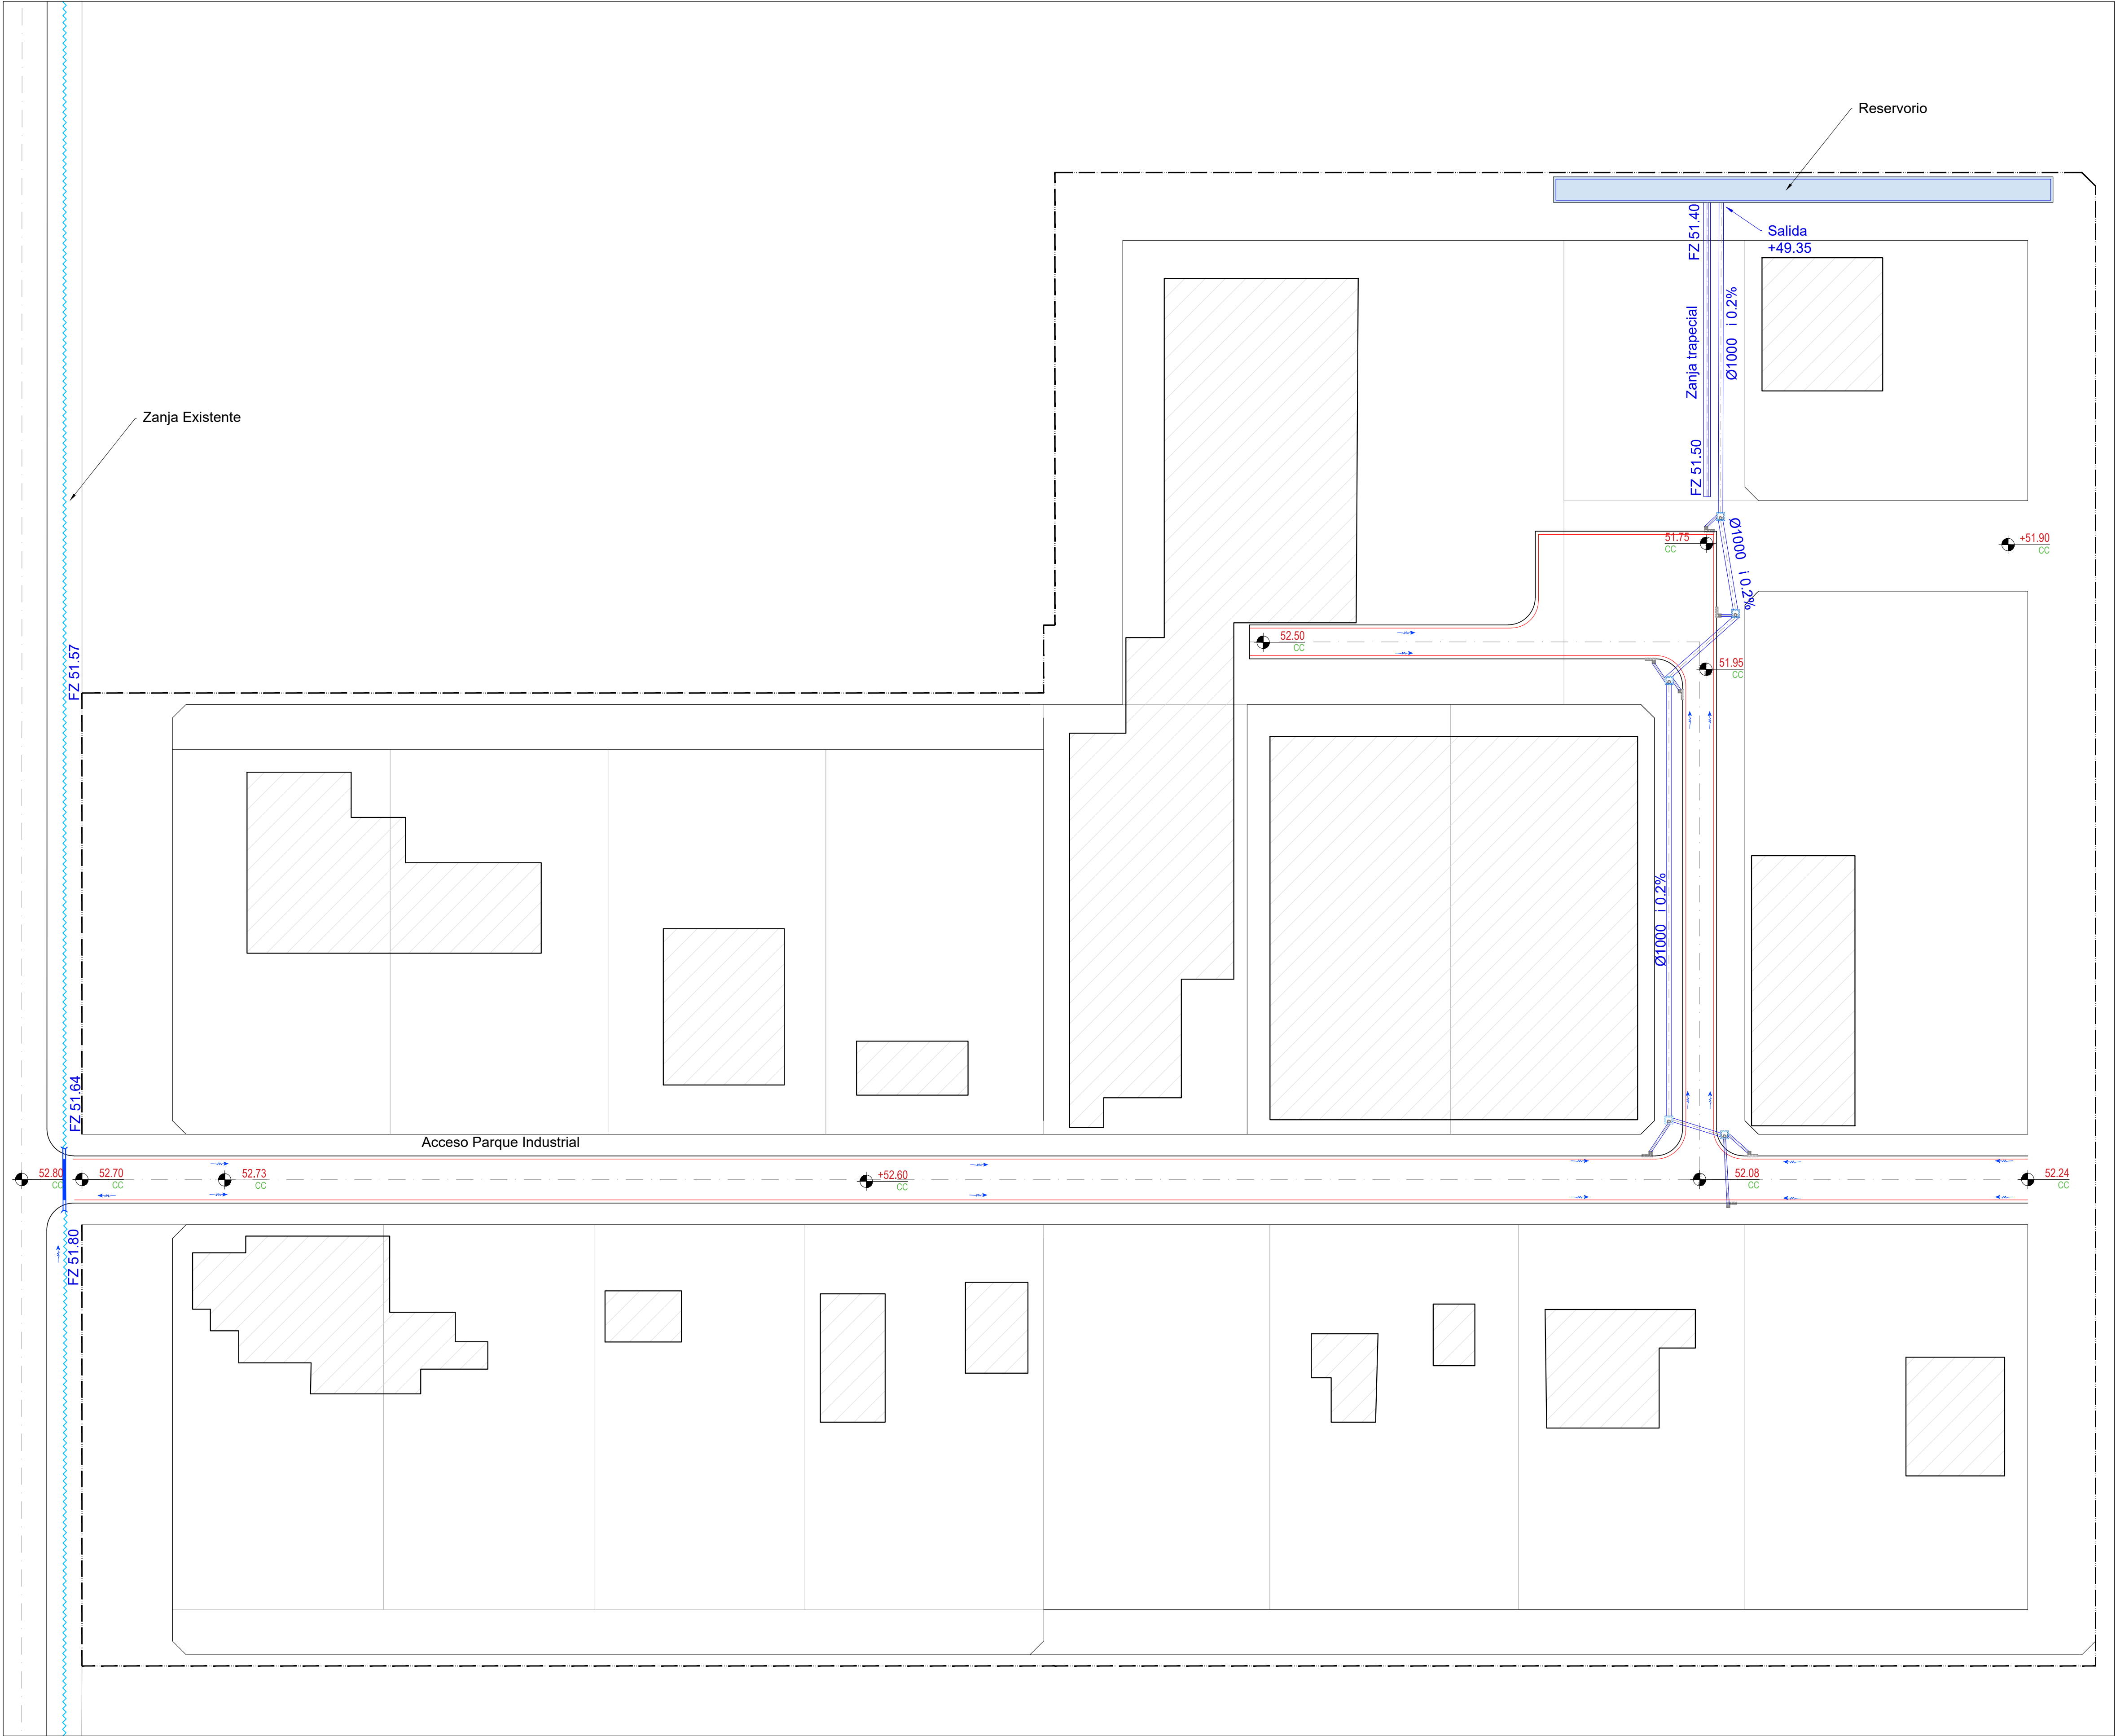 Reservorio
Salida
+49.35
FZ 51.40
Zanja trapecial
Ø1000 i 0.2%
FZ 51.50
Zanja Existente
Ø1000 i 0.2%
51.75
CC
+51.90
CC
52.50
CC
51.95
CC
FZ 51.57
Ø1000 i 0.2%
FZ 51.64
Acceso Parque Industrial
52.80
CC
52.70
CC
52.73
CC
+52.60
CC
52.08
CC
52.24
CC
FZ 51.80